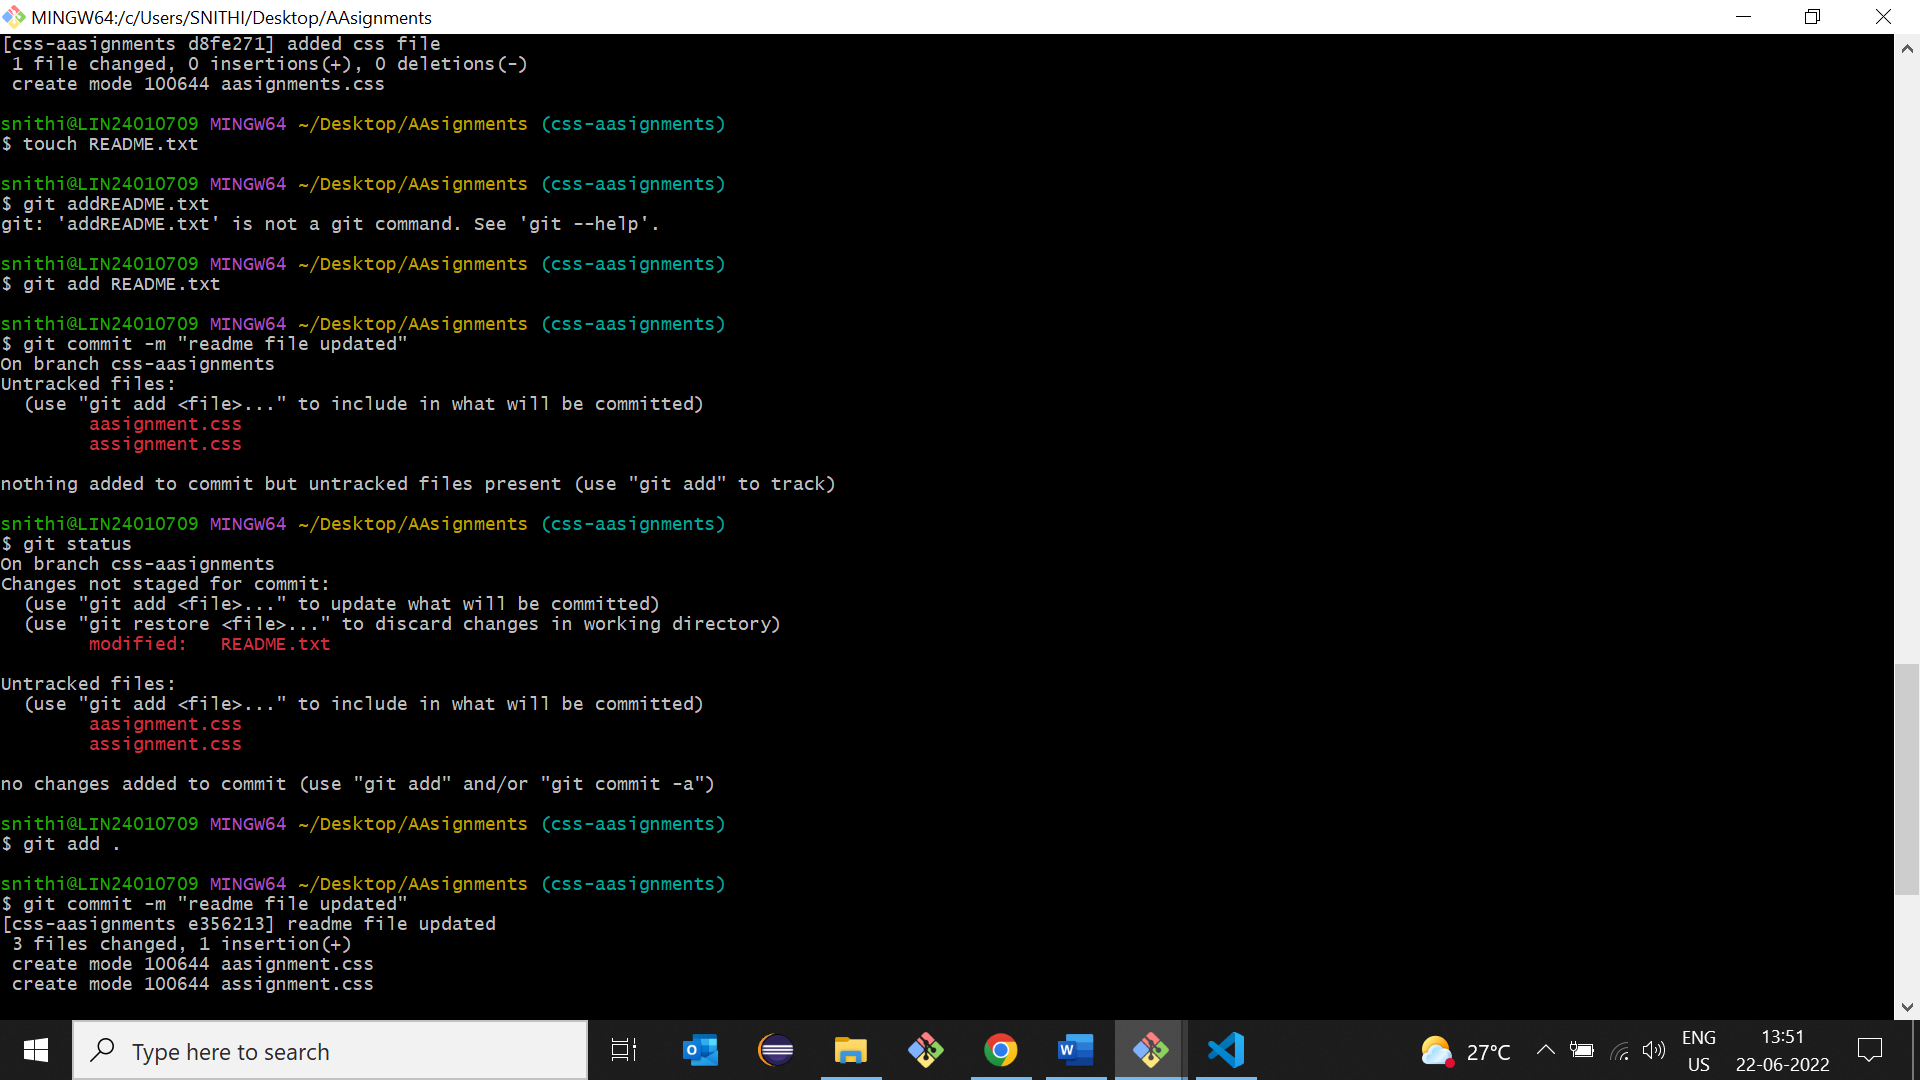 MINGW64:/c/Users/SNITHI/Desktop/AAsignments
[css-aasignments d8fe271] added css file
 1 file changed, 0 insertions(+), 0 deletions(-)
 create mode 100644 aasignments.css

snithi@LIN24010709 MINGW64 ~/Desktop/AAsignments (css-aasignments)
$ touch README.txt

snithi@LIN24010709 MINGW64 ~/Desktop/AAsignments (css-aasignments)
$ git addREADME.txt
git: 'addREADME.txt' is not a git command. See 'git --help'.

snithi@LIN24010709 MINGW64 ~/Desktop/AAsignments (css-aasignments)
$ git add README.txt

snithi@LIN24010709 MINGW64 ~/Desktop/AAsignments (css-aasignments)
$ git commit -m "readme file updated"
On branch css-aasignments
Untracked files:
  (use "git add <file>..." to include in what will be committed)
        aasignment.css
        assignment.css

nothing added to commit but untracked files present (use "git add" to track)

snithi@LIN24010709 MINGW64 ~/Desktop/AAsignments (css-aasignments)
$ git status
On branch css-aasignments
Changes not staged for commit:
  (use "git add <file>..." to update what will be committed)
  (use "git restore <file>..." to discard changes in working directory)
        modified:   README.txt

Untracked files:
  (use "git add <file>..." to include in what will be committed)
        aasignment.css
        assignment.css

no changes added to commit (use "git add" and/or "git commit -a")

snithi@LIN24010709 MINGW64 ~/Desktop/AAsignments (css-aasignments)
$ git add .

snithi@LIN24010709 MINGW64 ~/Desktop/AAsignments (css-aasignments)
$ git commit -m "readme file updated"
[css-aasignments e356213] readme file updated
 3 files changed, 1 insertion(+)
 create mode 100644 aasignment.css
 create mode 100644 assignment.css
Type here to search
27°C
ENG
US
13:51
22-06-2022